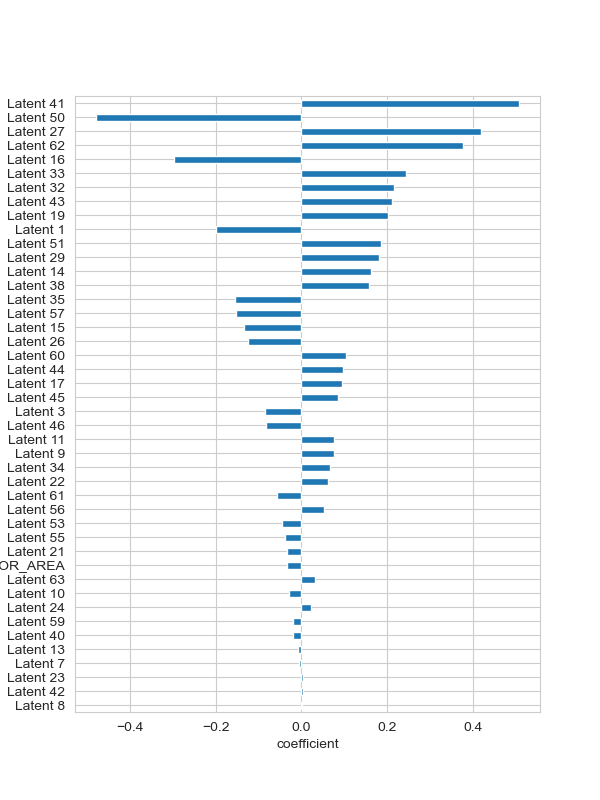 Latent 41
Latent 50
Latent 27
Latent 62
Latent 16
Latent 33
Latent 32
Latent 43
Latent 19
Latent 1
Latent 51
Latent 29
Latent 14
Latent 38
Latent 35
Latent 57
Latent 15
Latent 26
Latent 60
Latent 44
Latent 17
Latent 45
Latent 3
Latent 46
Latent 11
Latent 9
Latent 34
Latent 22
Latent 61
Latent 56
Latent 53
Latent 55
Latent 21
OR_AREA
Latent 63
Latent 10
Latent 24
Latent 59
Latent 40
Latent 13
Latent 7
Latent 23
Latent 42
Latent 8
−0.4 −0.2 0.0 0.2 0.4
coefficient